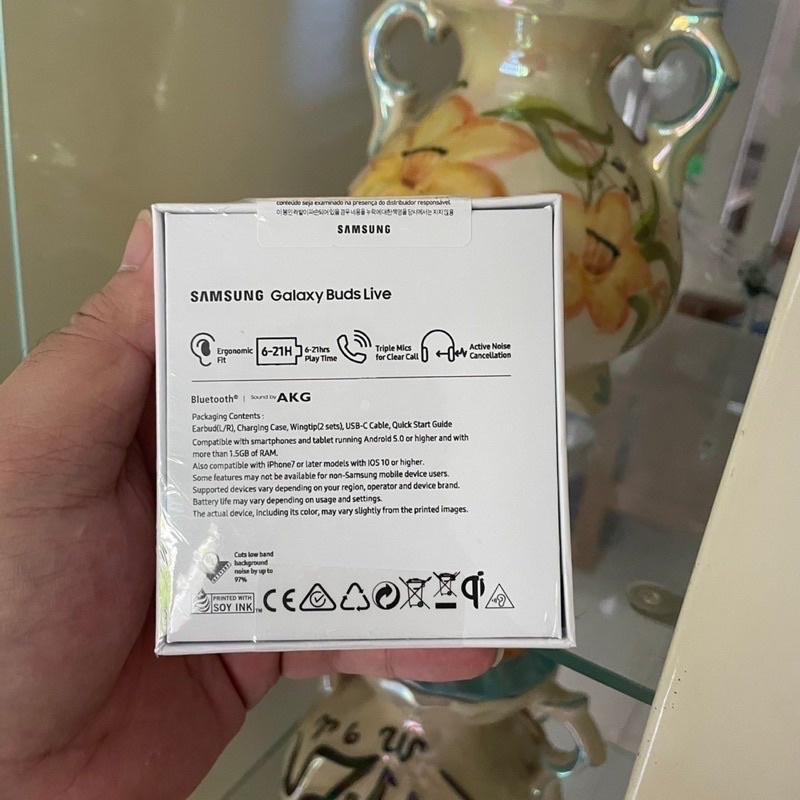 conteúdo seja examinado na presença do distribuidor responsável.
SAMSUNG
SAMSUNG Galaxy Buds Live
Ergonomic
Fit
6-21H
6-21hrs
Play Time
Triple Mics
for Clear Call
Active Noise
Cancellation
Bluetooth® | Sound by AKG
Packaging Contents :
Earbud(L/R), Charging Case, Wingtip(2 sets), USB-C Cable, Quick Start Guide
Compatible with smartphones and tablet running Android 5.0 or higher and with
more than 1.5GB of RAM.
Also compatible with iPhone7 or later models with iOS 10 or higher.
Some features may not be available for non-Samsung mobile device users.
Supported devices vary depending on your region, operator and device brand.
Battery life may vary depending on usage and settings.
The actual device, including its color, may vary slightly from the printed images.
Cuts low band
background
noise by up to
97%
PRINTED WITH
SOY INK™
CE
qi